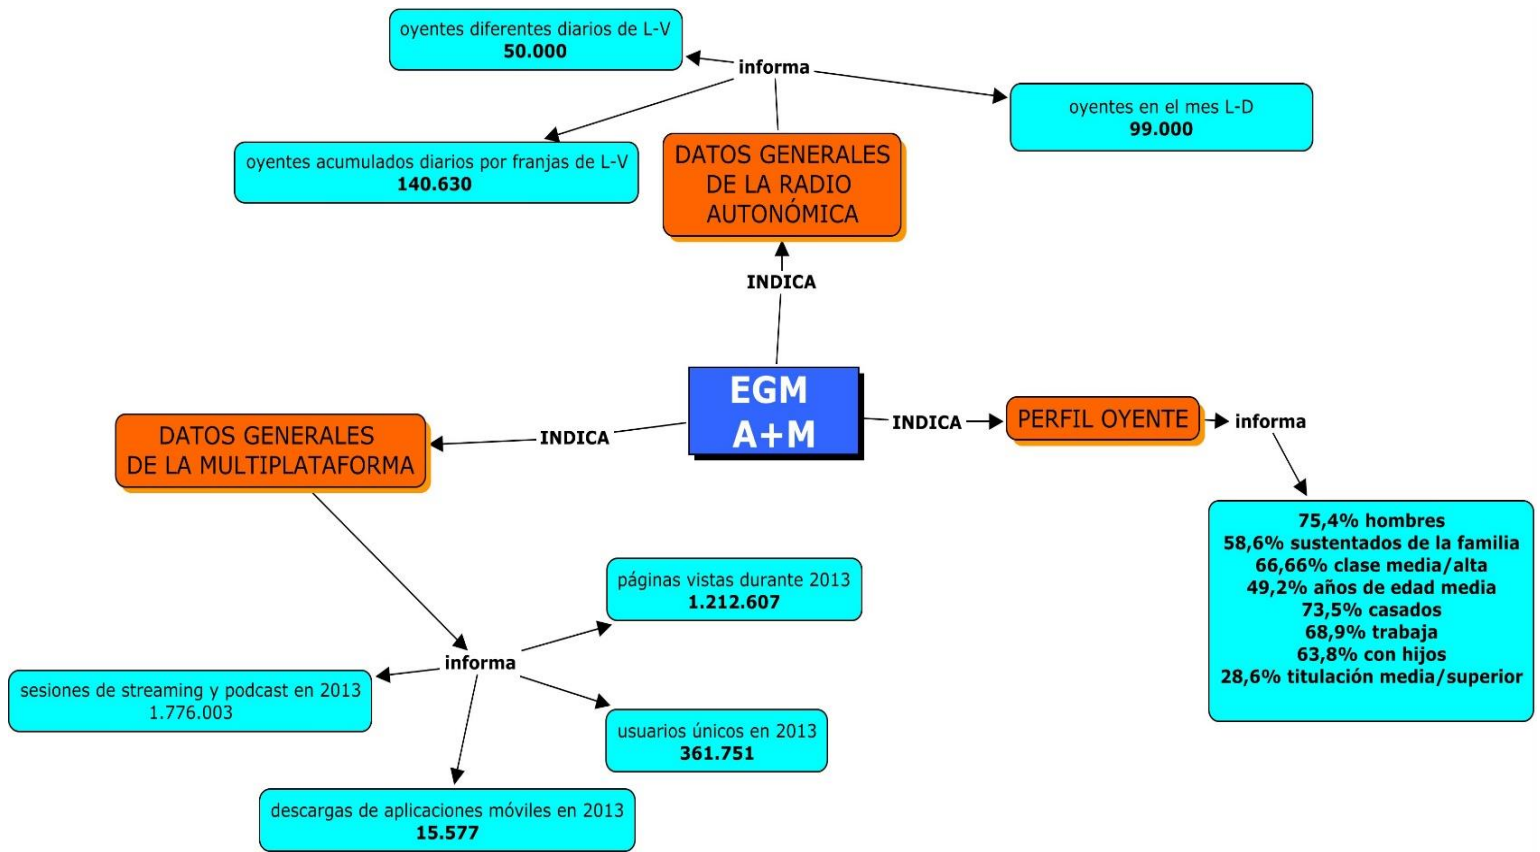 oyentes diferentes diarios de L-V
50.000
informa
oyentes en el mes L-D
99.000
oyentes acumulados diarios por franjas de L-V
140.630
DATOS GENERALES
DE LA RADIO
AUTONÓMICA
INDICA
EGM
A+M
INDICA
PERFIL OYENTE
informa
INDICA
DATOS GENERALES
DE LA MULTIPLATAFORMA
75,4% hombres
58,6% sustentados de la familia
66,66% clase media/alta
49,2% años de edad media
73,5% casados
68,9% trabaja
63,8% con hijos
28,6% titulación media/superior
páginas vistas durante 2013
1.212.607
informa
sesiones de streaming y podcast en 2013
1.776.003
usuarios únicos en 2013
361.751
descargas de aplicaciones móviles en 2013
15.577